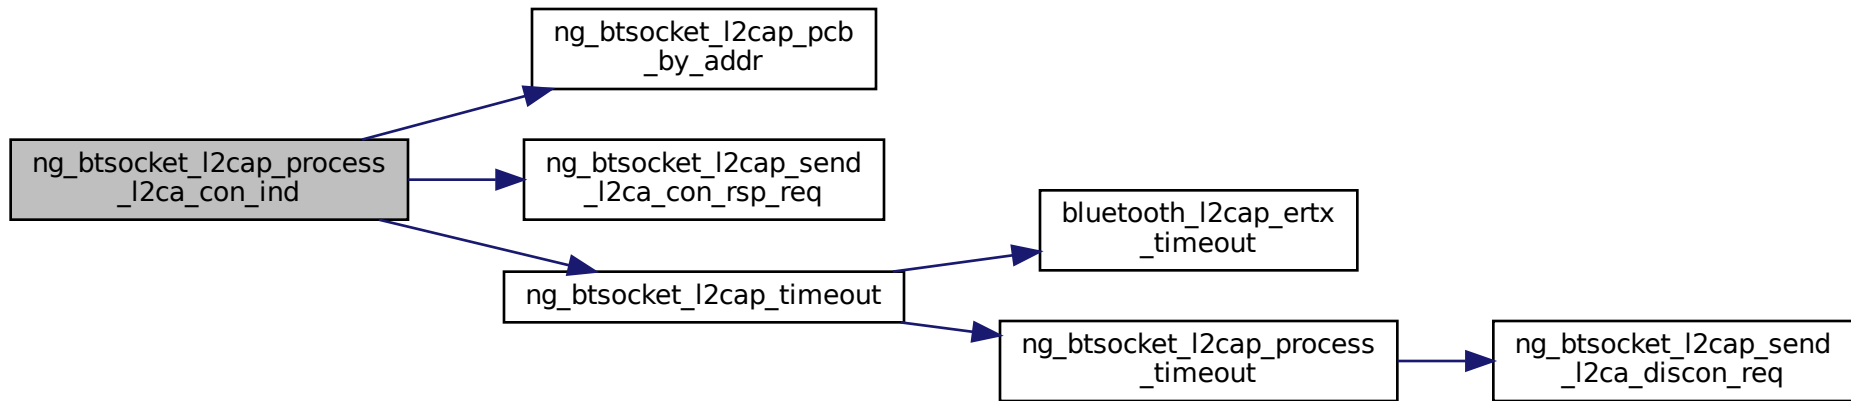 ng_btsocket_l2cap_process
_l2ca_con_ind
ng_btsocket_l2cap_pcb
_by_addr
ng_btsocket_l2cap_send
_l2ca_con_rsp_req
ng_btsocket_l2cap_timeout
bluetooth_l2cap_ertx
_timeout
ng_btsocket_l2cap_process
_timeout
ng_btsocket_l2cap_send
_l2ca_discon_req